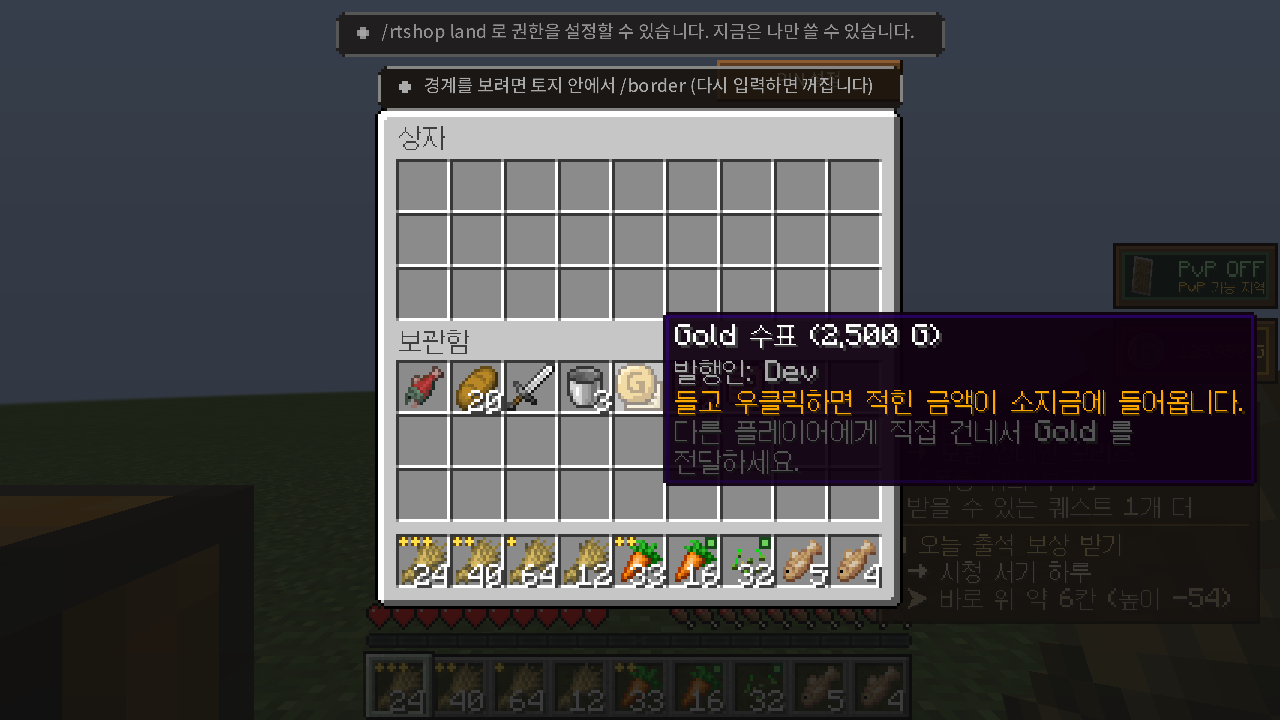 /rtshop land 로 권한을 설정할 수 있습니다. 지금은 나만 쓸 수 있습니다.
경계를 보려면 토지 안에서 /border (다시 입력하면 꺼집니다)
상자
PvP OFF
PvP 가능 지역
보관함
Gold 수표 (2,500 G)
발행인: Dev
들고 우클릭하면 적힌 금액이 소지금에 들어옵니다.
다른 플레이어에게 직접 건네서 Gold 를
전달하세요.
20
3
받을 수 있는 퀘스트 1개 더
오늘 출석 보상 받기
→ 시청 서기 하루
➤ 바로 위 약 6칸 (높이 -54)
24 40 64 12 33 16 32 5 4
24 40 64 12 33 16 32 5 4